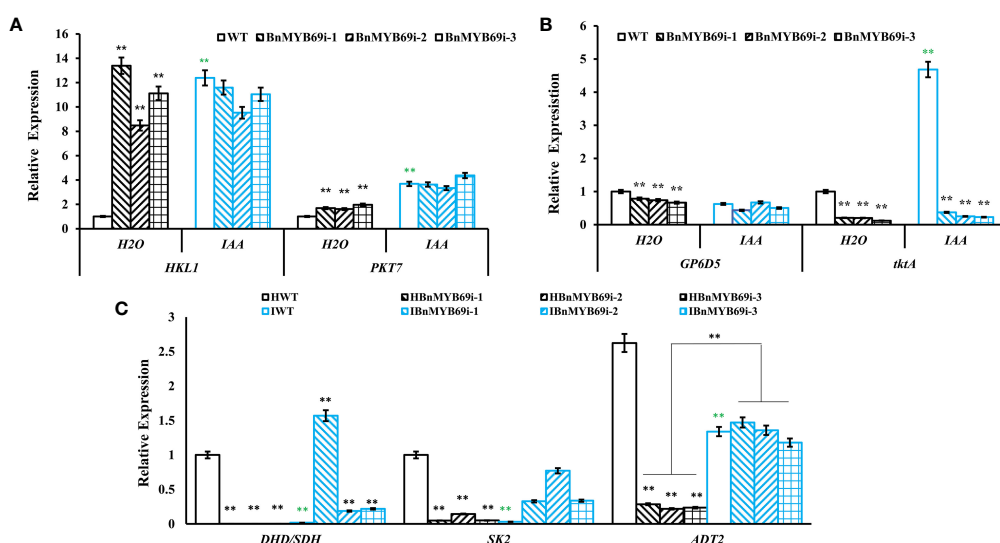 A
WT BnMYB69i-1 BnMYB69i-2 BnMYB69i-3
Relative Expression
16
14
12
10
8
6
4
2
0
** ** ** ** ** ** ** **
H2O IAA H2O IAA
HKL1 PKT7
B
WT BnMYB69i-1 BnMYB69i-2 BnMYB69i-3
Relative Expresistion
6
5
4
3
2
1
0
** ** ** ** ** ** ** ** ** **
H2O IAA H2O IAA
GP6D5 tktA
C
HWT HBnMYB69i-1 HBnMYB69i-2 HBnMYB69i-3
IWT IBnMYB69i-1 IBnMYB69i-2 IBnMYB69i-3
Relative Expression
3
2.5
2
1.5
1
0.5
0
** ** ** ** ** ** ** ** ** ** ** ** ** ** ** **
DHD/SDH SK2 ADT2